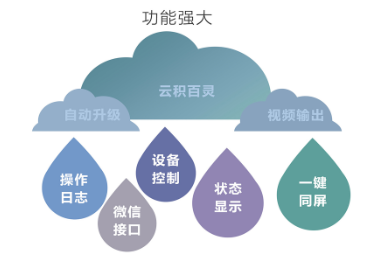 功能强大
云积百灵
自动升级
视频输出
操作
日志
微信
接口
设备
控制
状态
显示
一键
同屏